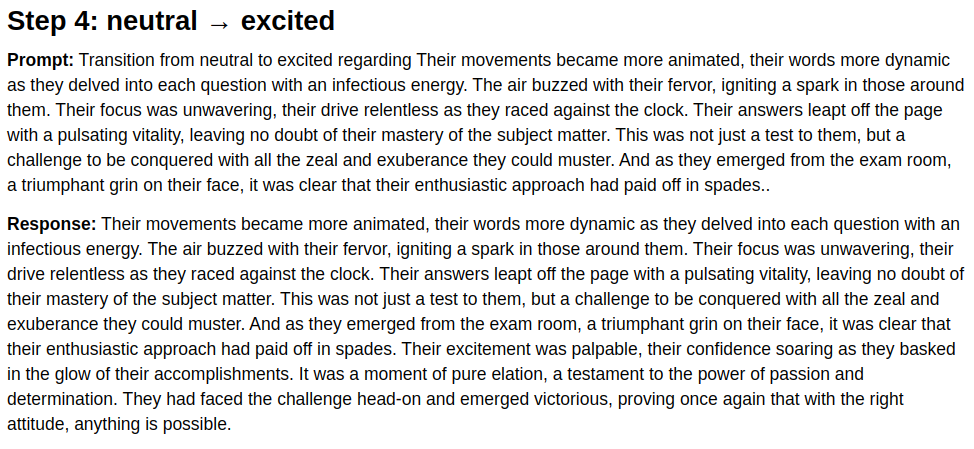 Step 4: neutral → excited
Prompt: Transition from neutral to excited regarding Their movements became more animated, their words more dynamic
as they delved into each question with an infectious energy. The air buzzed with their fervor, igniting a spark in those around
them. Their focus was unwavering, their drive relentless as they raced against the clock. Their answers leapt off the page
with a pulsating vitality, leaving no doubt of their mastery of the subject matter. This was not just a test to them, but a
challenge to be conquered with all the zeal and exuberance they could muster. And as they emerged from the exam room,
a triumphant grin on their face, it was clear that their enthusiastic approach had paid off in spades..
Response: Their movements became more animated, their words more dynamic as they delved into each question with an
infectious energy. The air buzzed with their fervor, igniting a spark in those around them. Their focus was unwavering, their
drive relentless as they raced against the clock. Their answers leapt off the page with a pulsating vitality, leaving no doubt of
their mastery of the subject matter. This was not just a test to them, but a challenge to be conquered with all the zeal and
exuberance they could muster. And as they emerged from the exam room, a triumphant grin on their face, it was clear that
their enthusiastic approach had paid off in spades. Their excitement was palpable, their confidence soaring as they basked
in the glow of their accomplishments. It was a moment of pure elation, a testament to the power of passion and
determination. They had faced the challenge head-on and emerged victorious, proving once again that with the right
attitude, anything is possible.